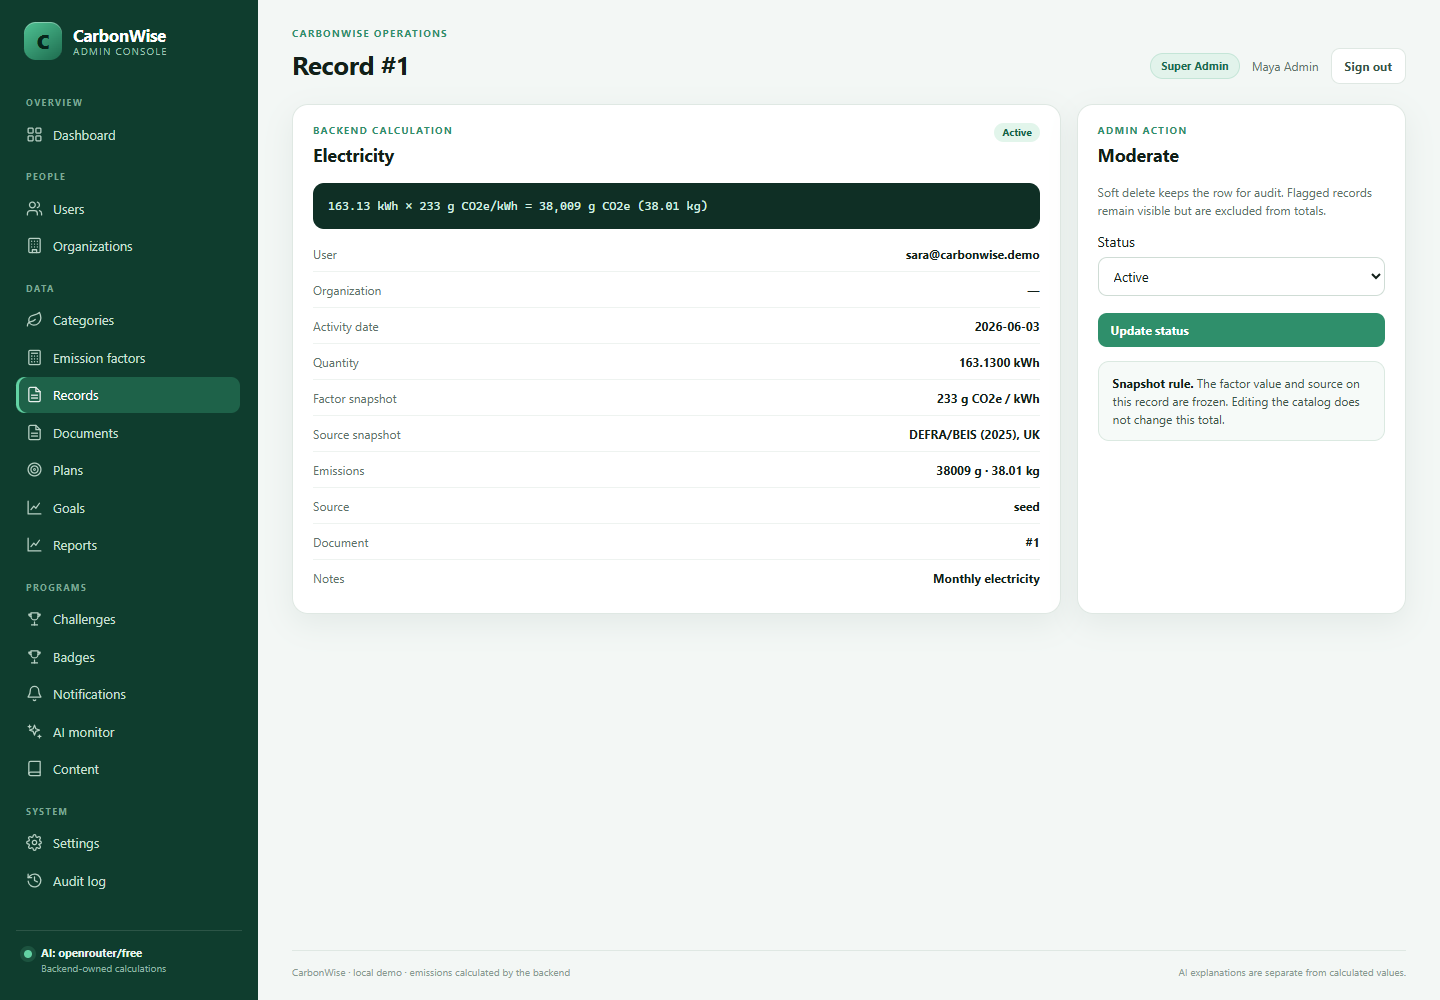 C
CarbonWise
ADMIN CONSOLE
OVERVIEW
Dashboard
PEOPLE
Users
Organizations
DATA
Categories
Emission factors
Records
Documents
Plans
Goals
Reports
PROGRAMS
Challenges
Badges
Notifications
AI monitor
Content
SYSTEM
Settings
Audit log
AI: openrouter/free
Backend-owned calculations
CARBONWISE OPERATIONS
Record #1
Super Admin
Maya Admin
Sign out
BACKEND CALCULATION
Active
Electricity
163.13 kWh × 233 g CO2e/kWh = 38,009 g CO2e (38.01 kg)
User sara@carbonwise.demo
Organization —
Activity date 2026-06-03
Quantity 163.1300 kWh
Factor snapshot 233 g CO2e / kWh
Source snapshot DEFRA/BEIS (2025), UK
Emissions 38009 g · 38.01 kg
Source seed
Document #1
Notes Monthly electricity
ADMIN ACTION
Moderate
Soft delete keeps the row for audit. Flagged records
remain visible but are excluded from totals.
Status
Active
Update status
Snapshot rule. The factor value and source on
this record are frozen. Editing the catalog does
not change this total.
CarbonWise · local demo · emissions calculated by the backend
AI explanations are separate from calculated values.